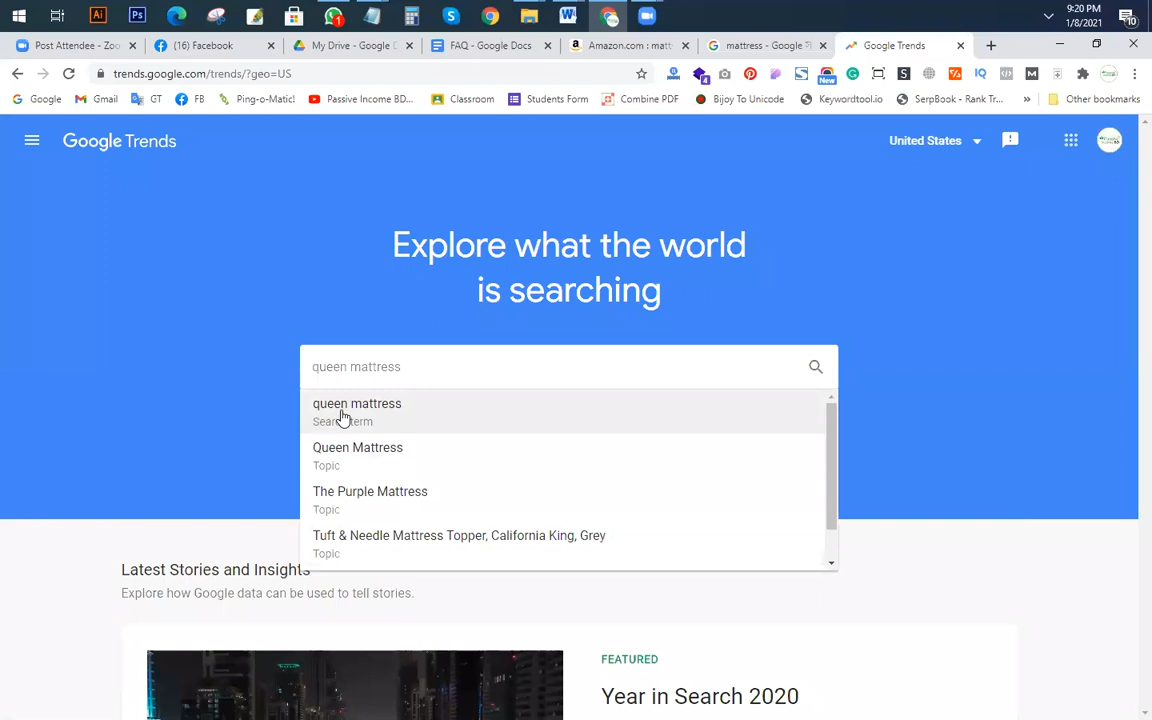 9:20 PM
1/8/2021
10
Post Attendee - Zoo
(16) Facebook
My Drive - Google D
FAQ - Google Docs
Amazon.com : matt
mattress - Google
Google Trends
trends.google.com/trends/?geo=US
Google
Gmail
GT
FB
Ping-o-Matic!
Passive Income BD...
Classroom
Students Form
Combine PDF
Bijoy To Unicode
Keywordtool.io
SerpBook - Rank Tr...
»
Other bookmarks
Google Trends
United States
Explore what the world
is searching
queen mattress
queen mattress
Search term
Queen Mattress
Topic
The Purple Mattress
Topic
Tuft & Needle Mattress Topper, California King, Grey
Topic
Latest Stories and Insights
Explore how Google data can be used to tell stories.
FEATURED
Year in Search 2020